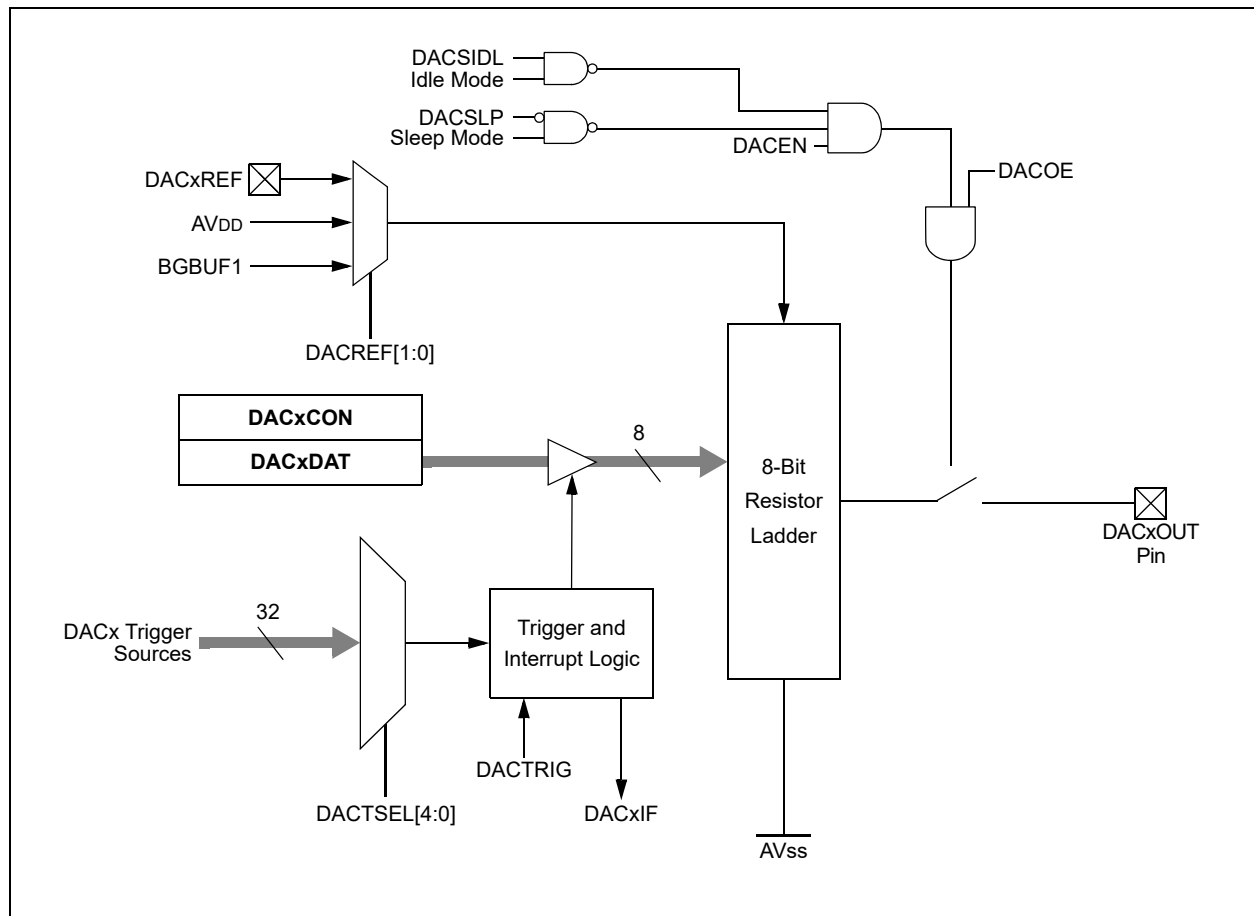 DACSIDL
Idle Mode
DACSLP
Sleep Mode
DACEN
DACOE
DACxREF
AVDD
BGBUF1
DACREF[1:0]
DACxCON
DACxDAT
8
8-Bit
Resistor
Ladder
DACxOUT
Pin
32
DACx Trigger
Sources
Trigger and
Interrupt Logic
DACTRIG
DACTSEL[4:0]
DACxIF
AVss